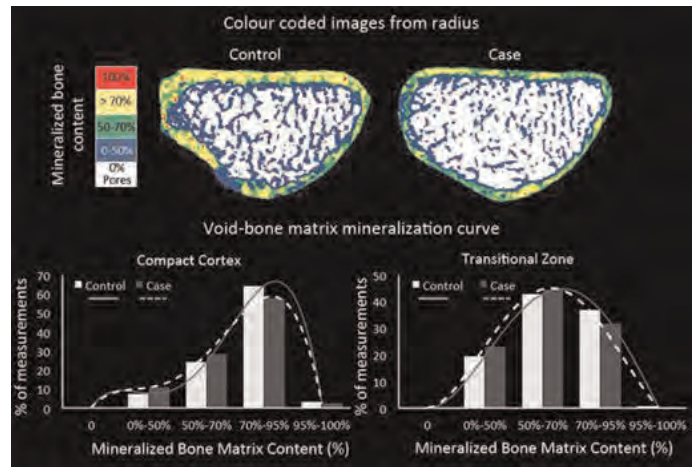 Colour coded images from radius
Control
Case
Mineralized bone
content
100%
> 70%
50-70%
0-50%
0%
Pores
Void-bone matrix mineralization curve
Compact Cortex
Control
Case
% of measurements
70
60
50
40
30
20
10
0
0
0%-50%
50%-70%
70%-95%
95%-100%
Mineralized Bone Matrix Content (%)
Transitional Zone
Control
Case
% of measurements
50
40
30
20
10
0
0
0%-50%
50%-70%
70%-95%
95%-100%
Mineralized Bone Matrix Content (%)